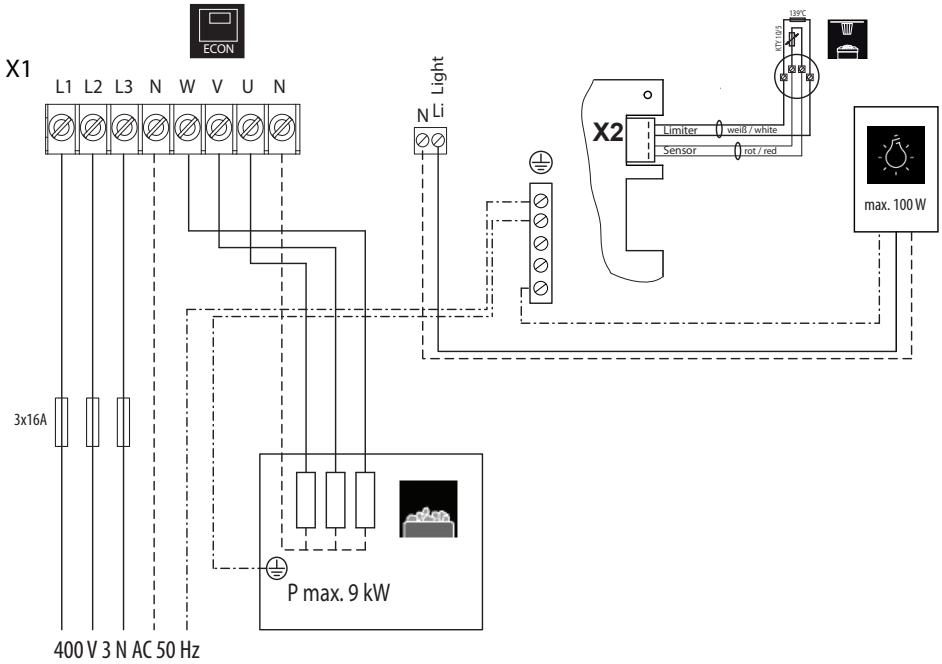 ECON
X1
L1 L2 L3 N W V U N
Light
N Li
139°C
KTY 10/5
X2
Limiter
weiß / white
Sensor
rot / red
max. 100 W
3x16A
P max. 9 kW
400 V 3 N AC 50 Hz